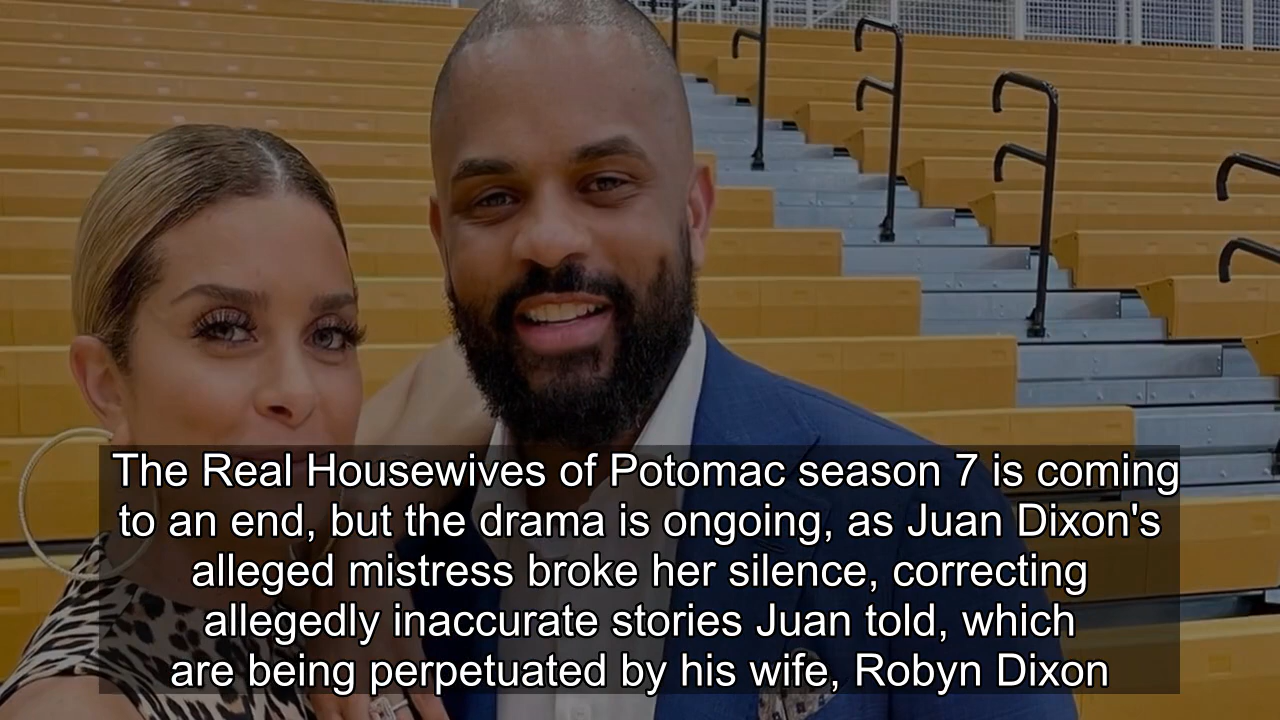 The Real Housewives of Potomac season 7 is coming
to an end, but the drama is ongoing, as Juan Dixon's
alleged mistress broke her silence, correcting
allegedly inaccurate stories Juan told, which
are being perpetuated by his wife, Robyn Dixon